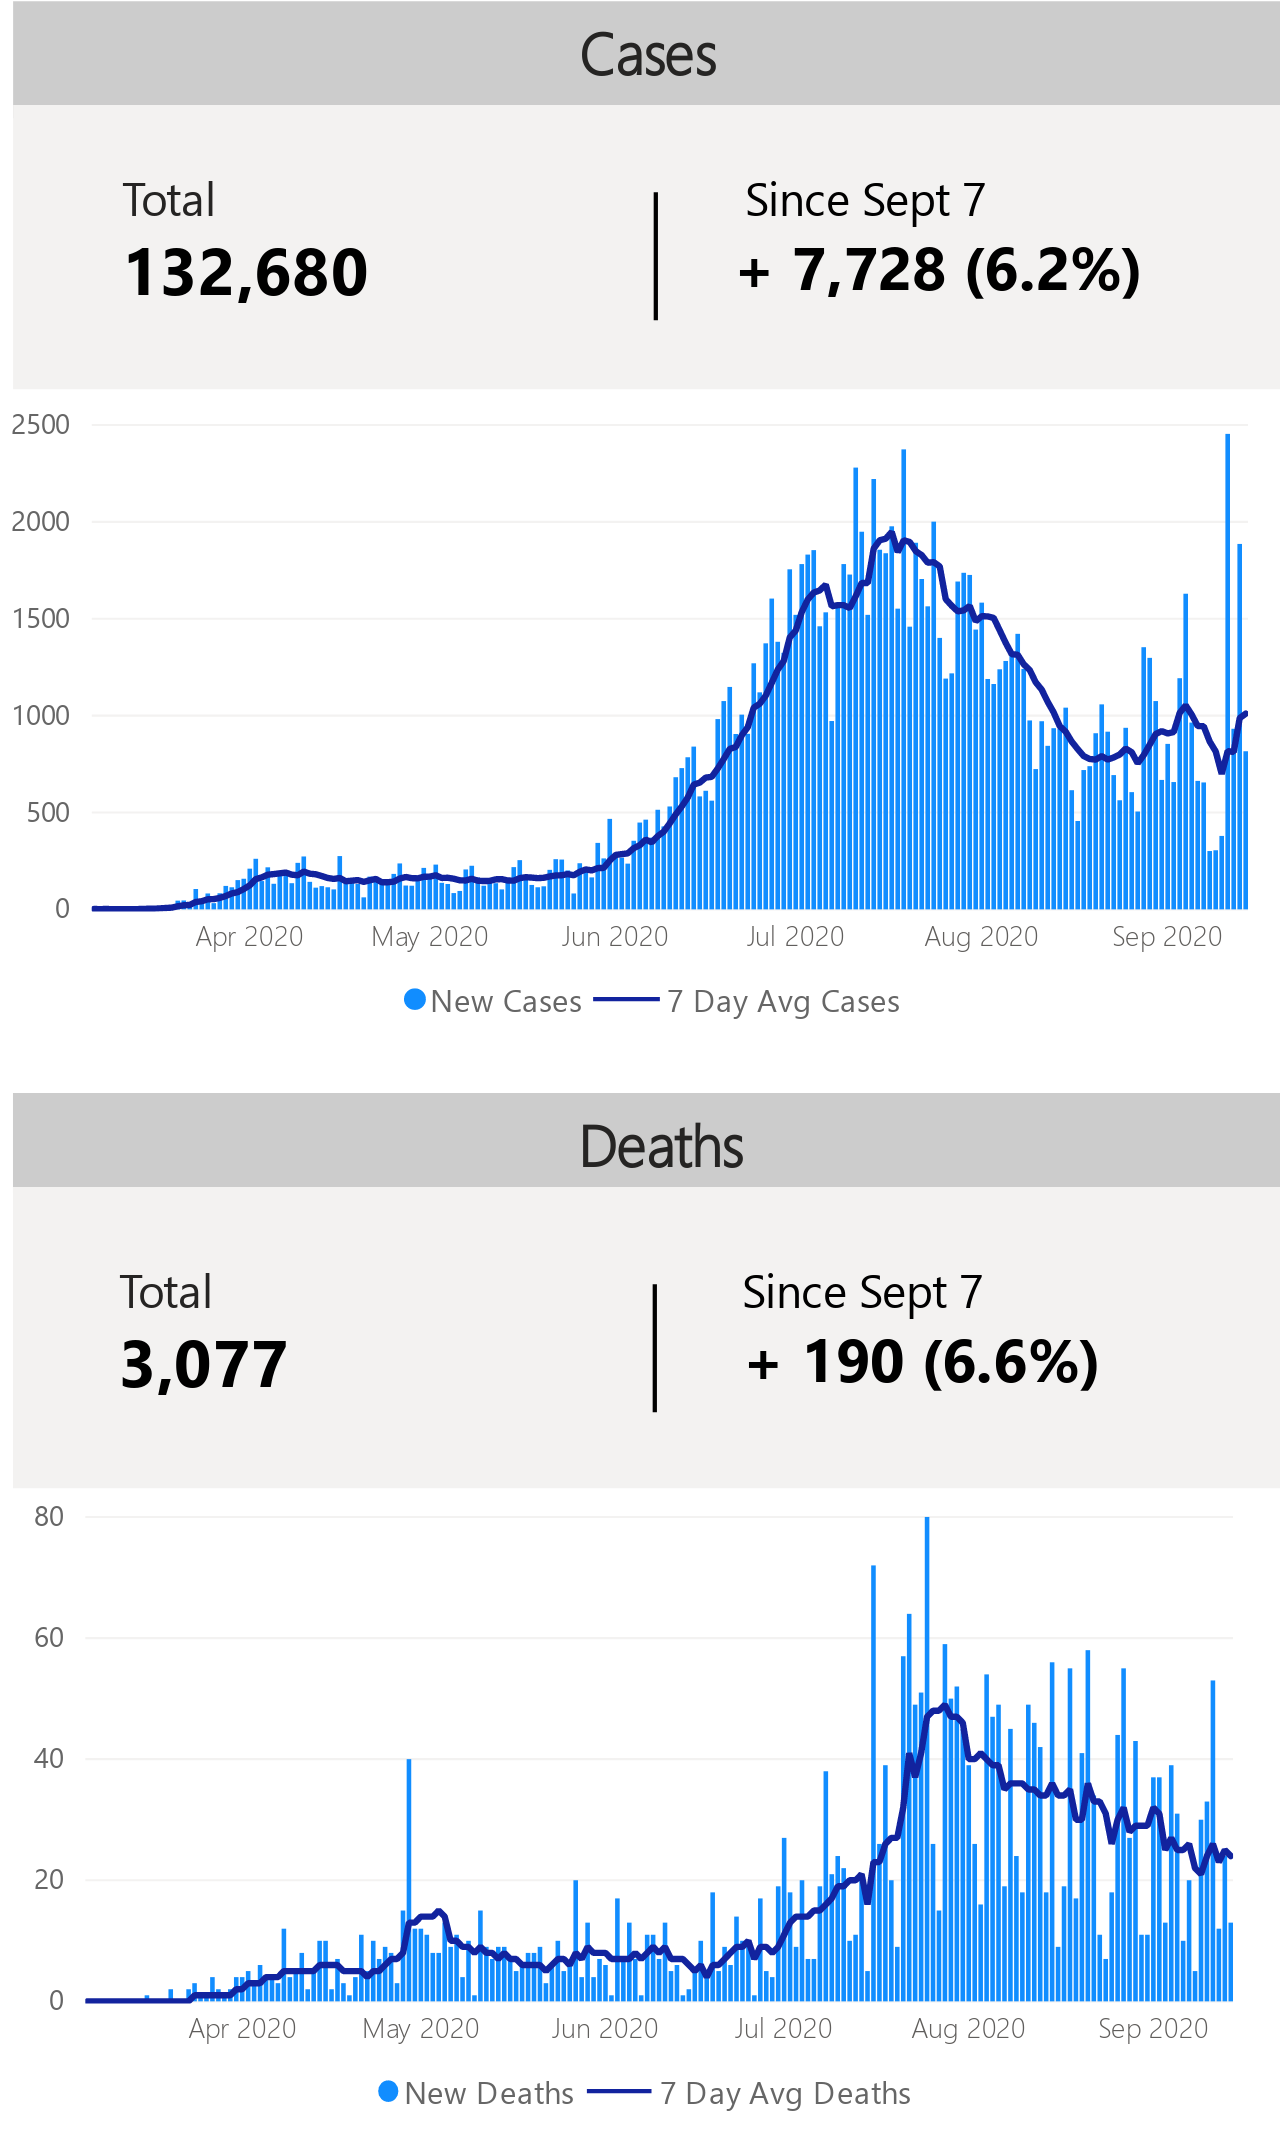 Cases
Total
Since Sept 7
132,680
+ 7,728 (6.2%)
2500
2000
1500
1000
500
0
Apr 2020 May 2020 Jun 2020 Jul 2020 Aug 2020 Sep 2020
New Cases 7 Day Avg Cases
Deaths
Total
Since Sept 7
3,077
+ 190 (6.6%)
80
60
40
20
0
Apr 2020 May 2020 Jun 2020 Jul 2020 Aug 2020 Sep 2020
New Deaths 7 Day Avg Deaths